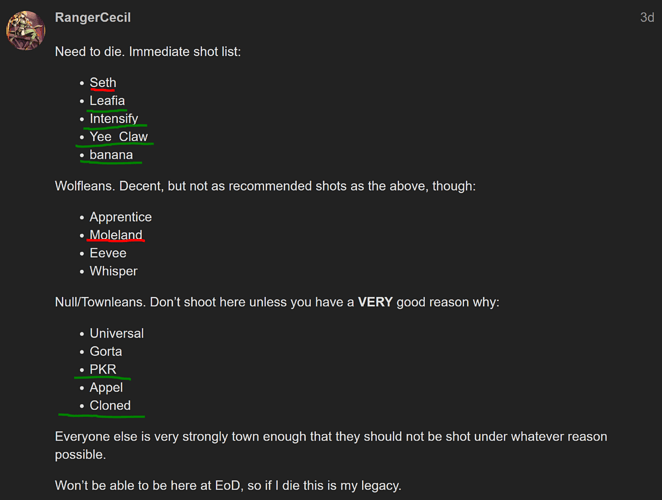 RangerCecil 3d
Need to die. Immediate shot list:
• Seth
• Leafia
• Intensify
• Yee_Claw
• banana
Wolfleans. Decent, but not as recommended shots as the above, though:
• Apprentice
• Moleland
• Eevee
• Whisper
Null/Townleans. Don't shoot here unless you have a VERY good reason why:
• Universal
• Gorta
• PKR
• Appel
• Cloned
Everyone else is very strongly town enough that they should not be shot under whatever reason
possible.
Won't be able to be here at EoD, so if I die this is my legacy.